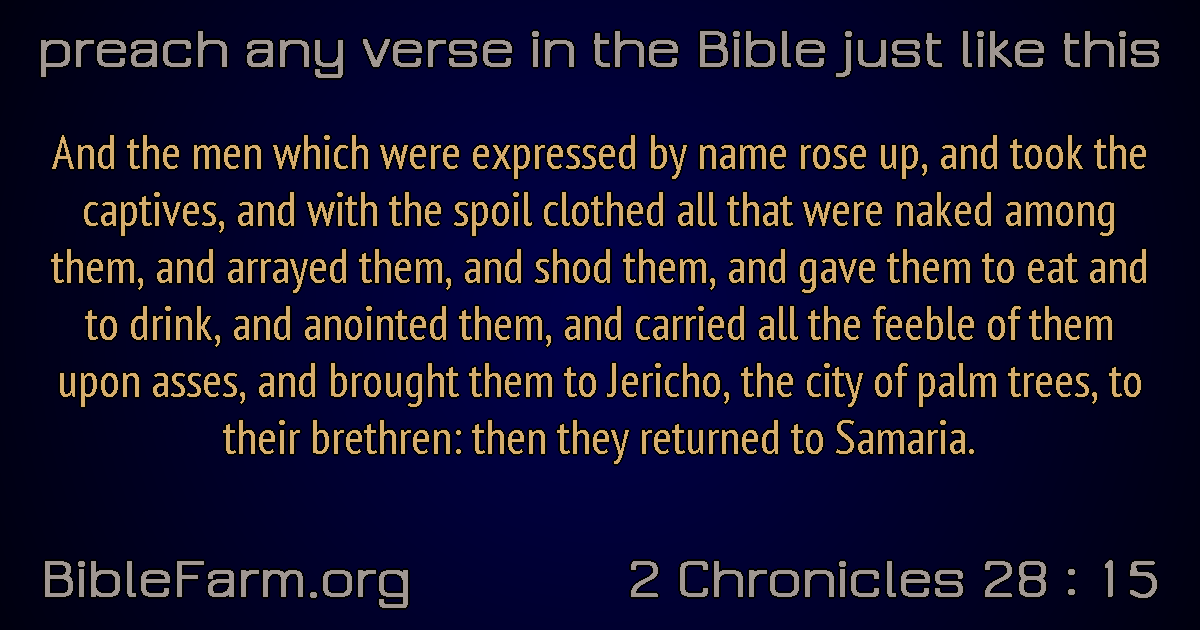 preach any verse in the Bible just like this
And the men which were expressed by name rose up, and took the
captives, and with the spoil clothed all that were naked among
them, and arrayed them, and shod them, and gave them to eat and
to drink, and anointed them, and carried all the feeble of them
upon asses, and brought them to Jericho, the city of palm trees, to
their brethren: then they returned to Samaria.
BibleFarm.org
2 Chronicles 28 : 15